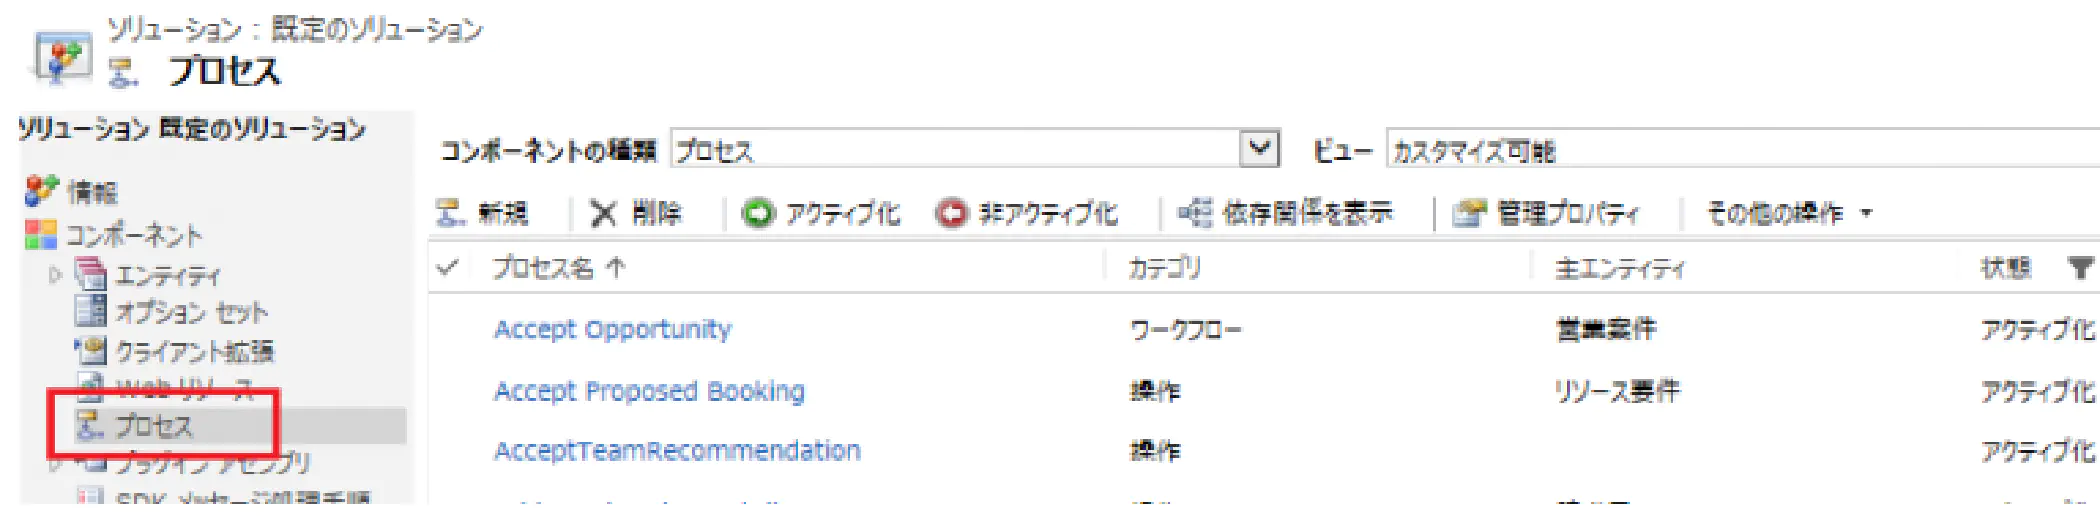 ソリューション : 既定のソリューション
プロセス
ソリューション 既定のソリューション
情報
コンポーネント
エンティティ
オプション セット
クライアント拡張
Web リソース
プロセス
プラグイン アセンブリ
SDK メッセージ処理手順
コンポーネントの種類 プロセス ビュー カスタマイズ可能
新規 削除 アクティブ化 非アクティブ化 依存関係を表示 管理プロパティ その他の操作
プロセス名 ↑ カテゴリ 主エンティティ 状態
Accept Opportunity ワークフロー 営業案件 アクティブ化
Accept Proposed Booking 操作 リソース要件 アクティブ化
AcceptTeamRecommendation 操作 アクティブ化